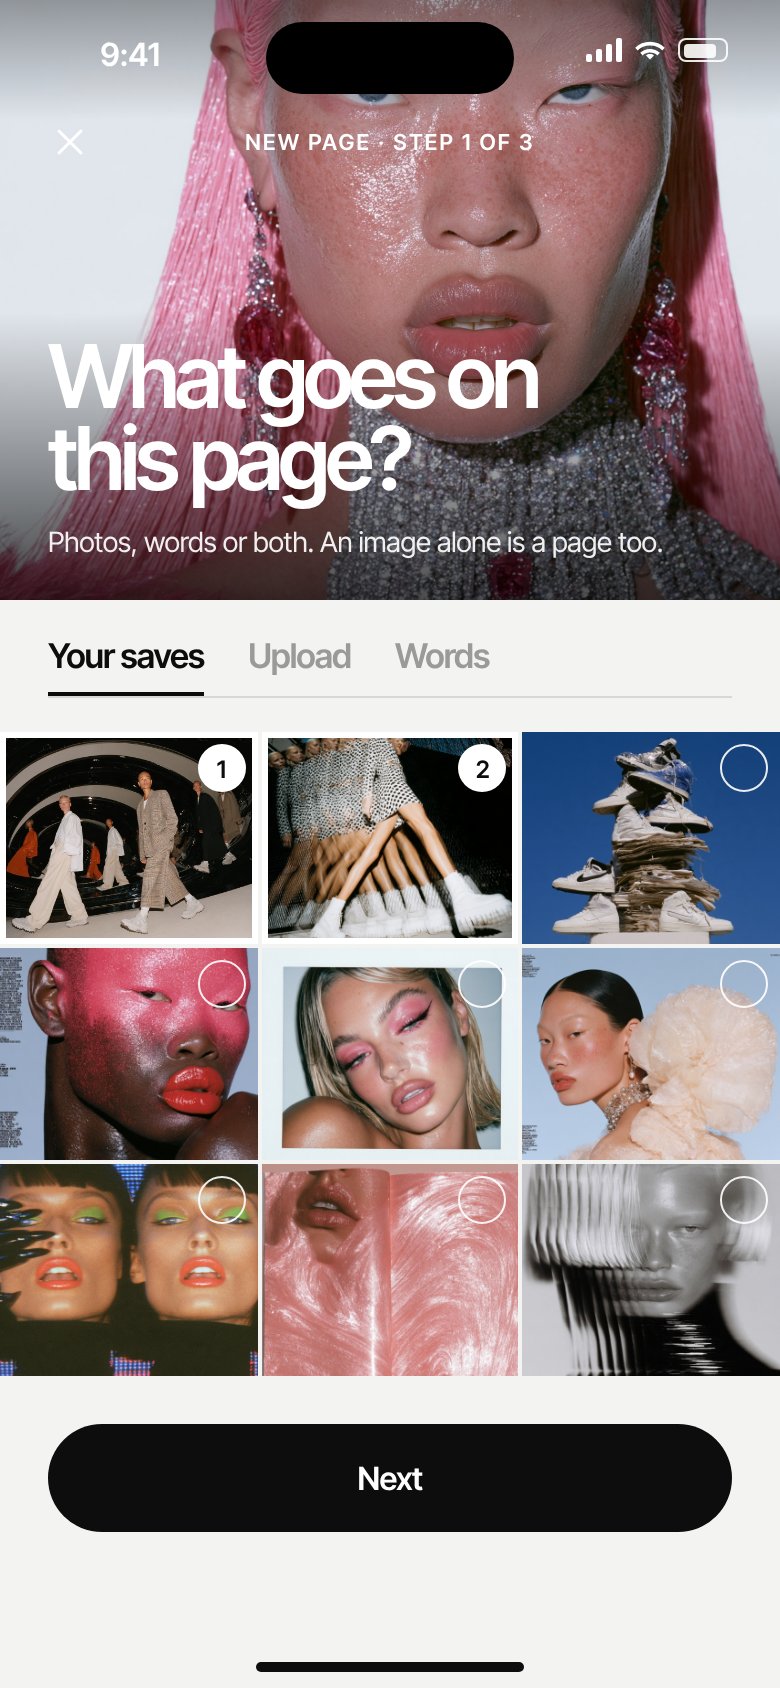 9:41
NEW PAGE · STEP 1 OF 3
What goes on
this page?
Photos, words or both. An image alone is a page too.
Your saves Upload Words
1 2
Next